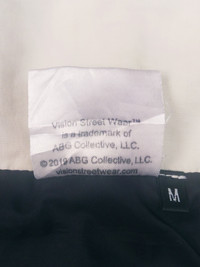 Vision Street Wear™
is a trademark of
ABG Collective, LLC.
©2019 ABG Collective, LLC.
visionstreetwear.com
M